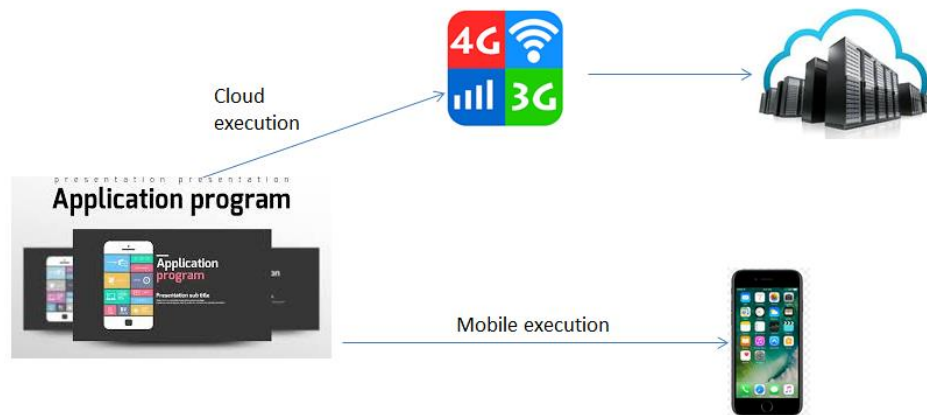 4G
3G
Cloud
execution
presentation presentation
Application program
Application
program
Presentation sub title
Mobile execution